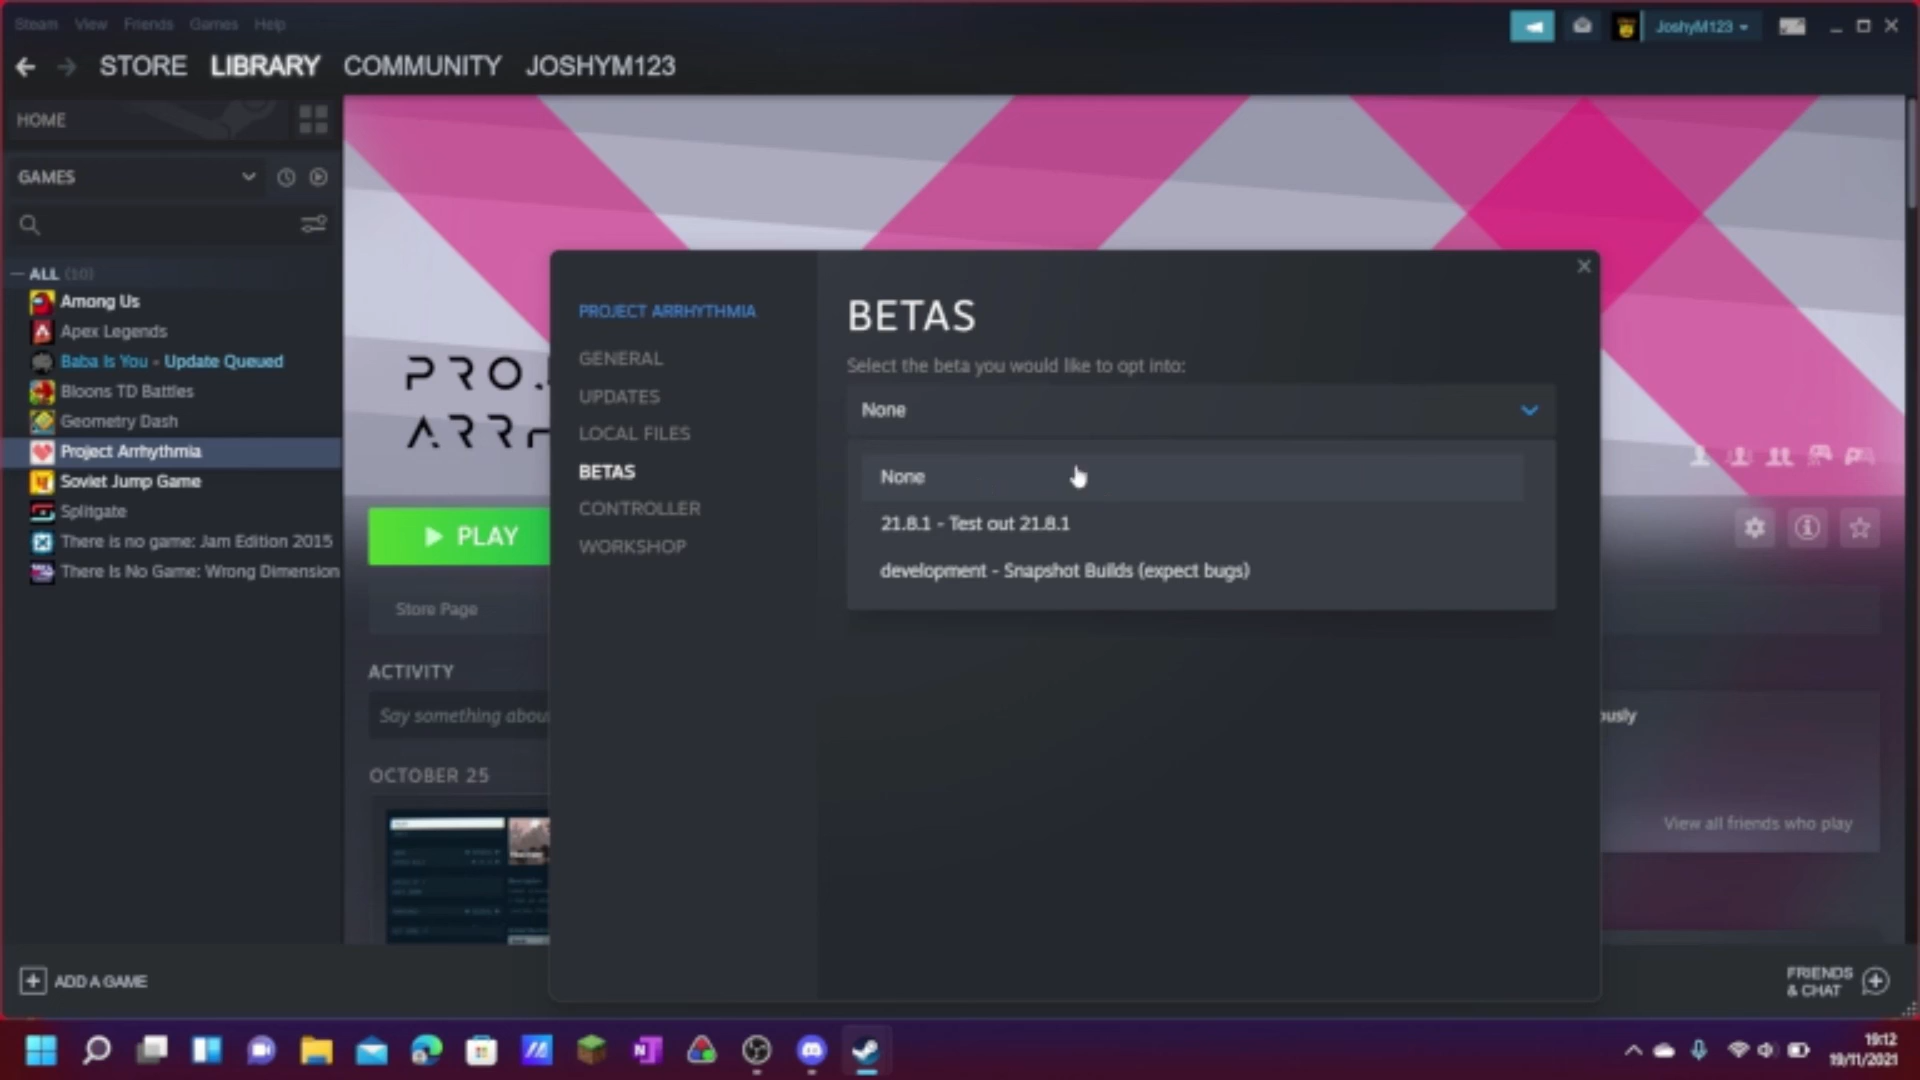 Steam View Friends Games Help
JoshyM123
STORE LIBRARY COMMUNITY JOSHYM123
HOME
GAMES
ALL (10)
Among Us
Apex Legends
Baba Is You - Update Queued
Bloons TD Battles
Geometry Dash
Project Arrhythmia
Soviet Jump Game
Splitgate
There is no game: Jam Edition 2015
There Is No Game: Wrong Dimension
ADD A GAME
PLAY
Store Page
ACTIVITY
Say something abou
OCTOBER 25
PROJECT ARRHYTHMIA
GENERAL
UPDATES
LOCAL FILES
BETAS
CONTROLLER
WORKSHOP
BETAS
Select the beta you would like to opt into:
None
None
21.8.1 - Test out 21.8.1
development - Snapshot Builds (expect bugs)
ously
View all friends who play
FRIENDS
& CHAT
19:12
19/11/2021